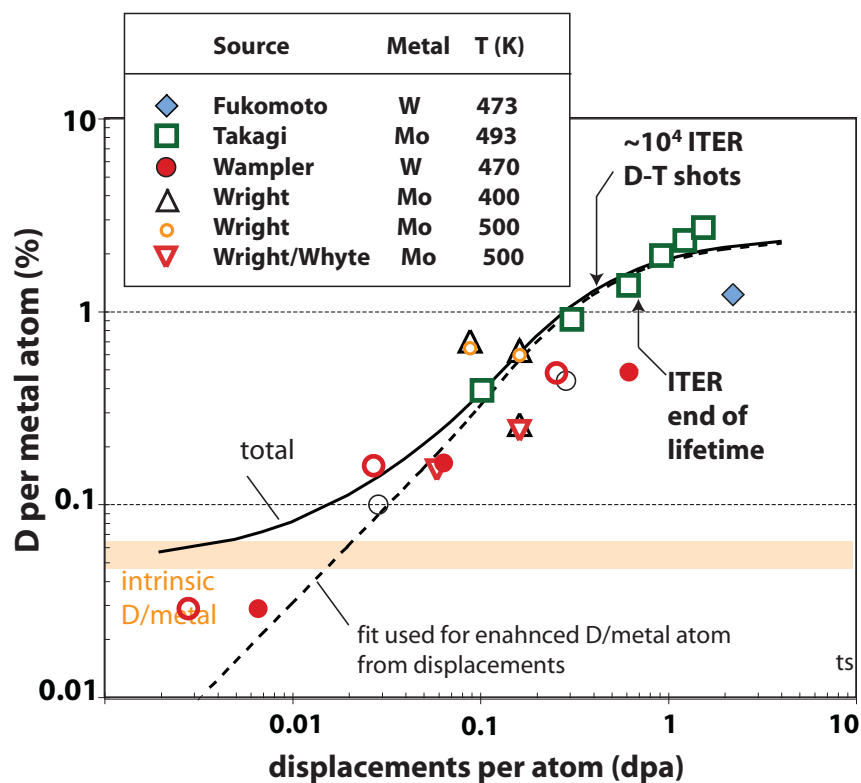 Source Metal T (K)
Fukomoto W 473
Takagi Mo 493
Wampler W 470
Wright Mo 400
Wright Mo 500
Wright/Whyte Mo 500
~10⁴ ITER
D-T shots
ITER
end of
lifetime
total
intrinsic
D/metal
fit used for enahnced D/metal atom
from displacements
ts
D per metal atom (%)
10
1
0.1
0.01
0.01 0.1 1 10
displacements per atom (dpa)